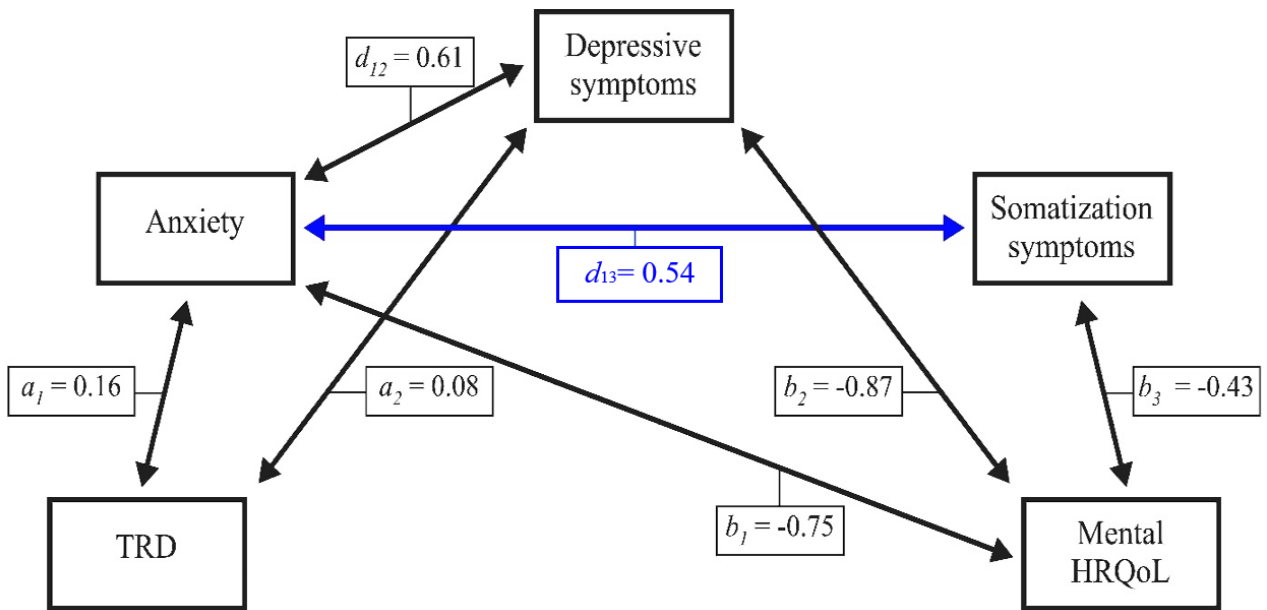 Depressive
symptoms
d12 = 0.61
Anxiety
Somatization
symptoms
d13= 0.54
a1 = 0.16
a2 = 0.08
b2 = -0.87
b3 = -0.43
b1 = -0.75
TRD
Mental
HRQoL